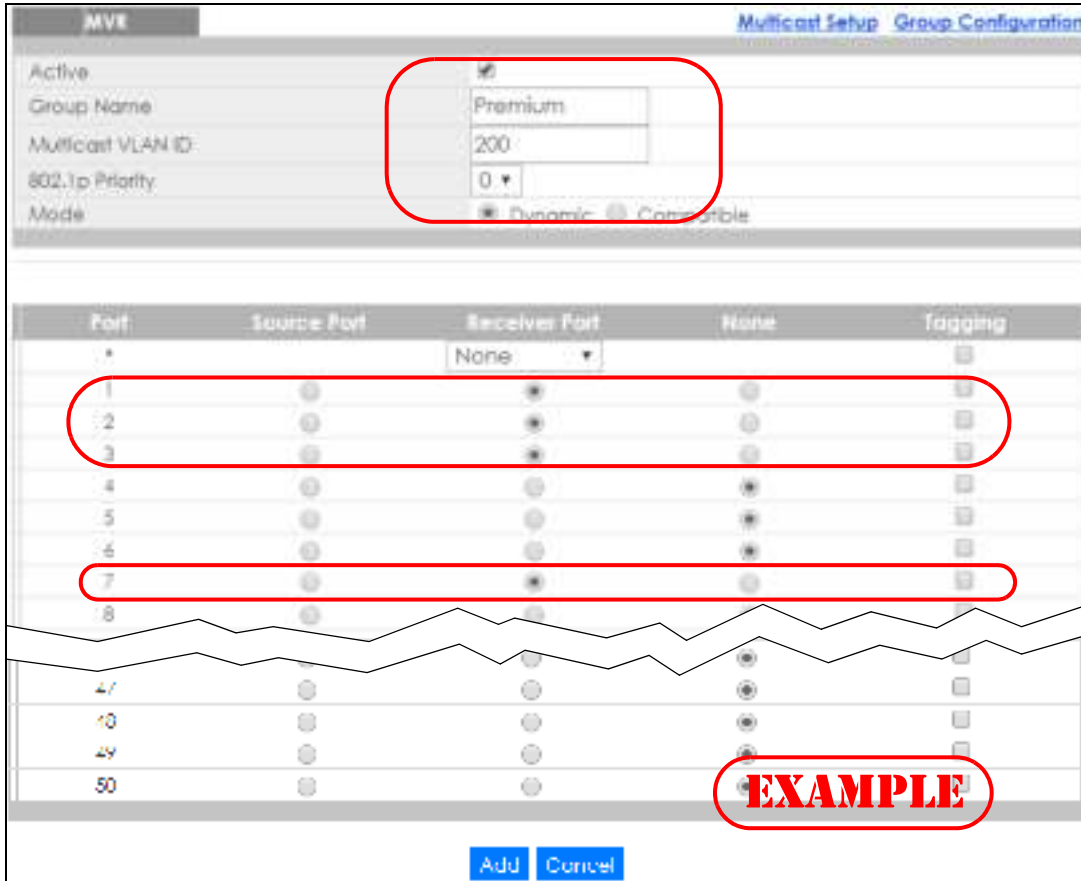 MVR Multicast Setup Group Configuration
Active
Group Name Premium
Multicast VLAN ID 200
802.1p Priority 0
Mode Dynamic Compatible
Port Source Port Receiver Port None Tagging
* None
1
2
3
4
5
6
7
8
47
48
49
50
EXAMPLE
Add Cancel